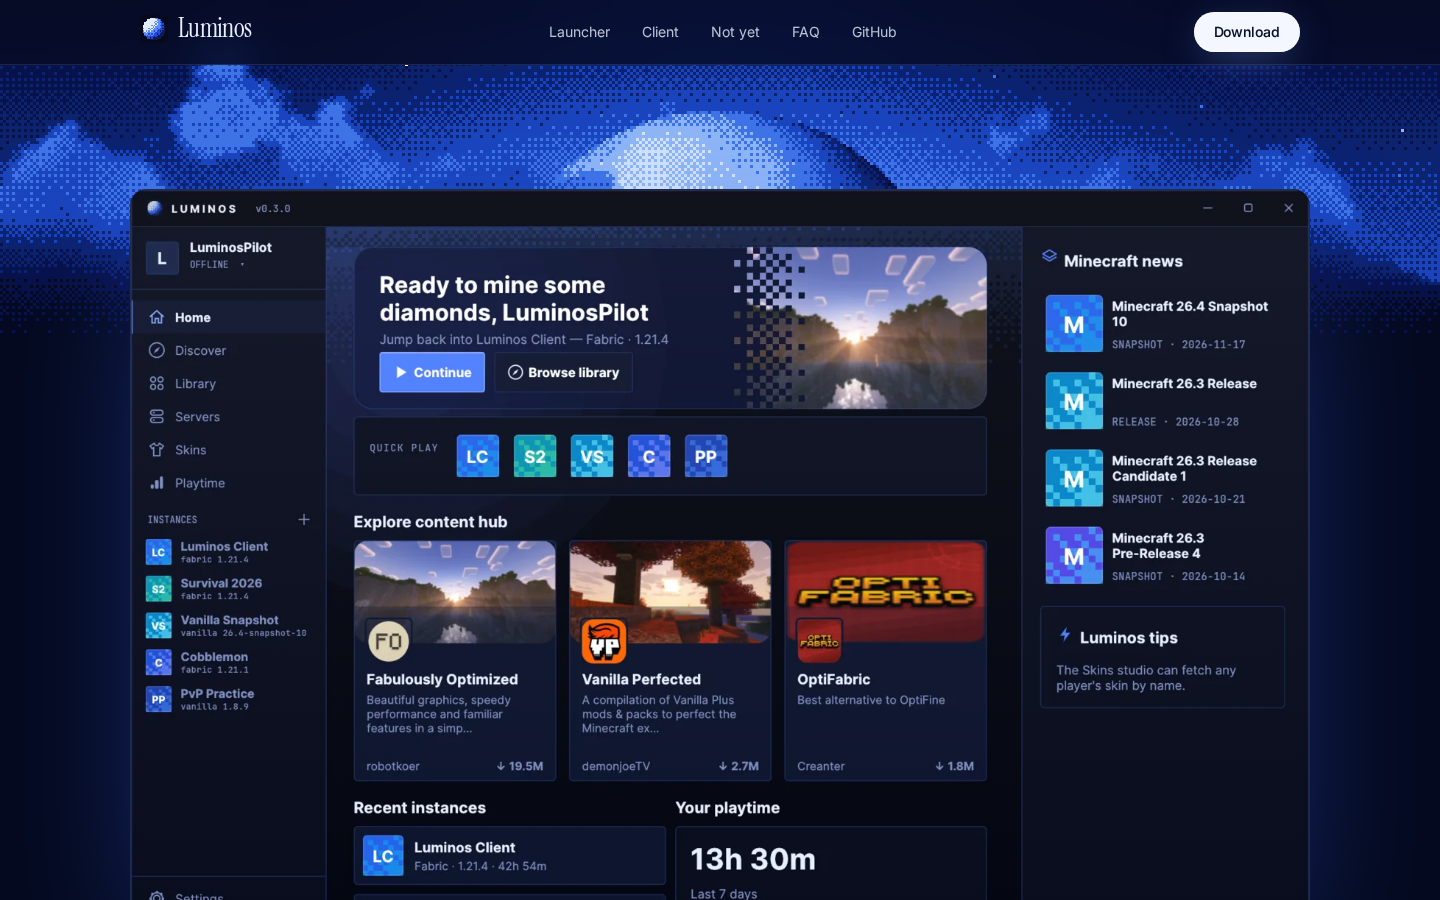 Luminos
Launcher
Client
Not yet
FAQ
GitHub
Download
LUMINOS
v0.3.0
L
LuminosPilot
OFFLINE
Home
Discover
Library
Servers
Skins
Playtime
INSTANCES
LC
Luminos Client
fabric 1.21.4
S2
Survival 2026
fabric 1.21.4
VS
Vanilla Snapshot
vanilla 26.4-snapshot-10
C
Cobblemon
fabric 1.21.1
PP
PvP Practice
vanilla 1.8.9
Settings
Ready to mine some
diamonds, LuminosPilot
Jump back into Luminos Client — Fabric · 1.21.4
Continue
Browse library
QUICK PLAY
LC
S2
VS
C
PP
Explore content hub
FO
Fabulously Optimized
Beautiful graphics, speedy
performance and familiar
features in a simp...
robotkoer
↓ 19.5M
VP
Vanilla Perfected
A compilation of Vanilla Plus
mods & packs to perfect the
Minecraft ex...
demonjoeTV
↓ 2.7M
OPTI
FABRIC
OPTI
FABRIC
OptiFabric
Best alternative to OptiFine
Creanter
↓ 1.8M
Recent instances
LC
Luminos Client
Fabric · 1.21.4 · 42h 54m
Your playtime
13h 30m
Last 7 days
Minecraft news
M
Minecraft 26.4 Snapshot
10
SNAPSHOT · 2026-11-17
M
Minecraft 26.3 Release
RELEASE · 2026-10-28
M
Minecraft 26.3 Release
Candidate 1
SNAPSHOT · 2026-10-21
M
Minecraft 26.3
Pre-Release 4
SNAPSHOT · 2026-10-14
Luminos tips
The Skins studio can fetch any
player's skin by name.